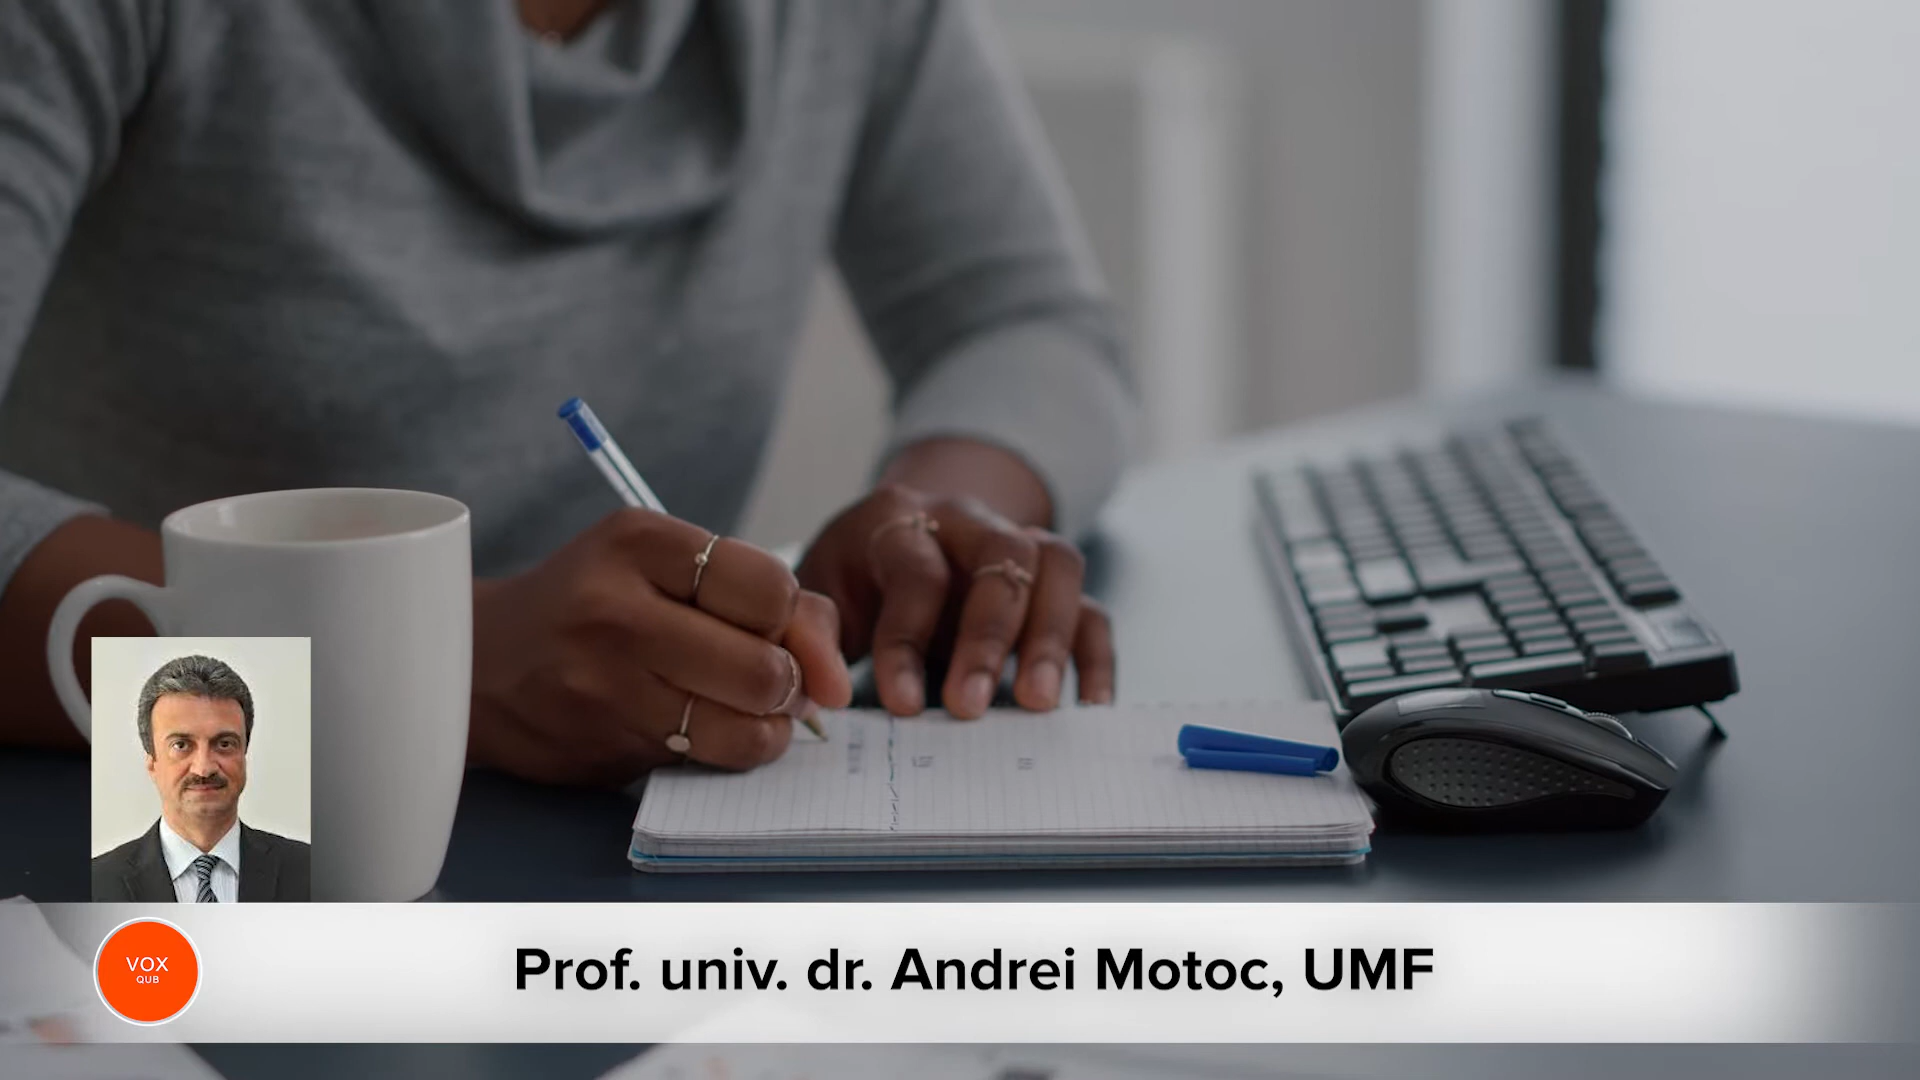 VOX
QUB
Prof. univ. dr. Andrei Motoc, UMF